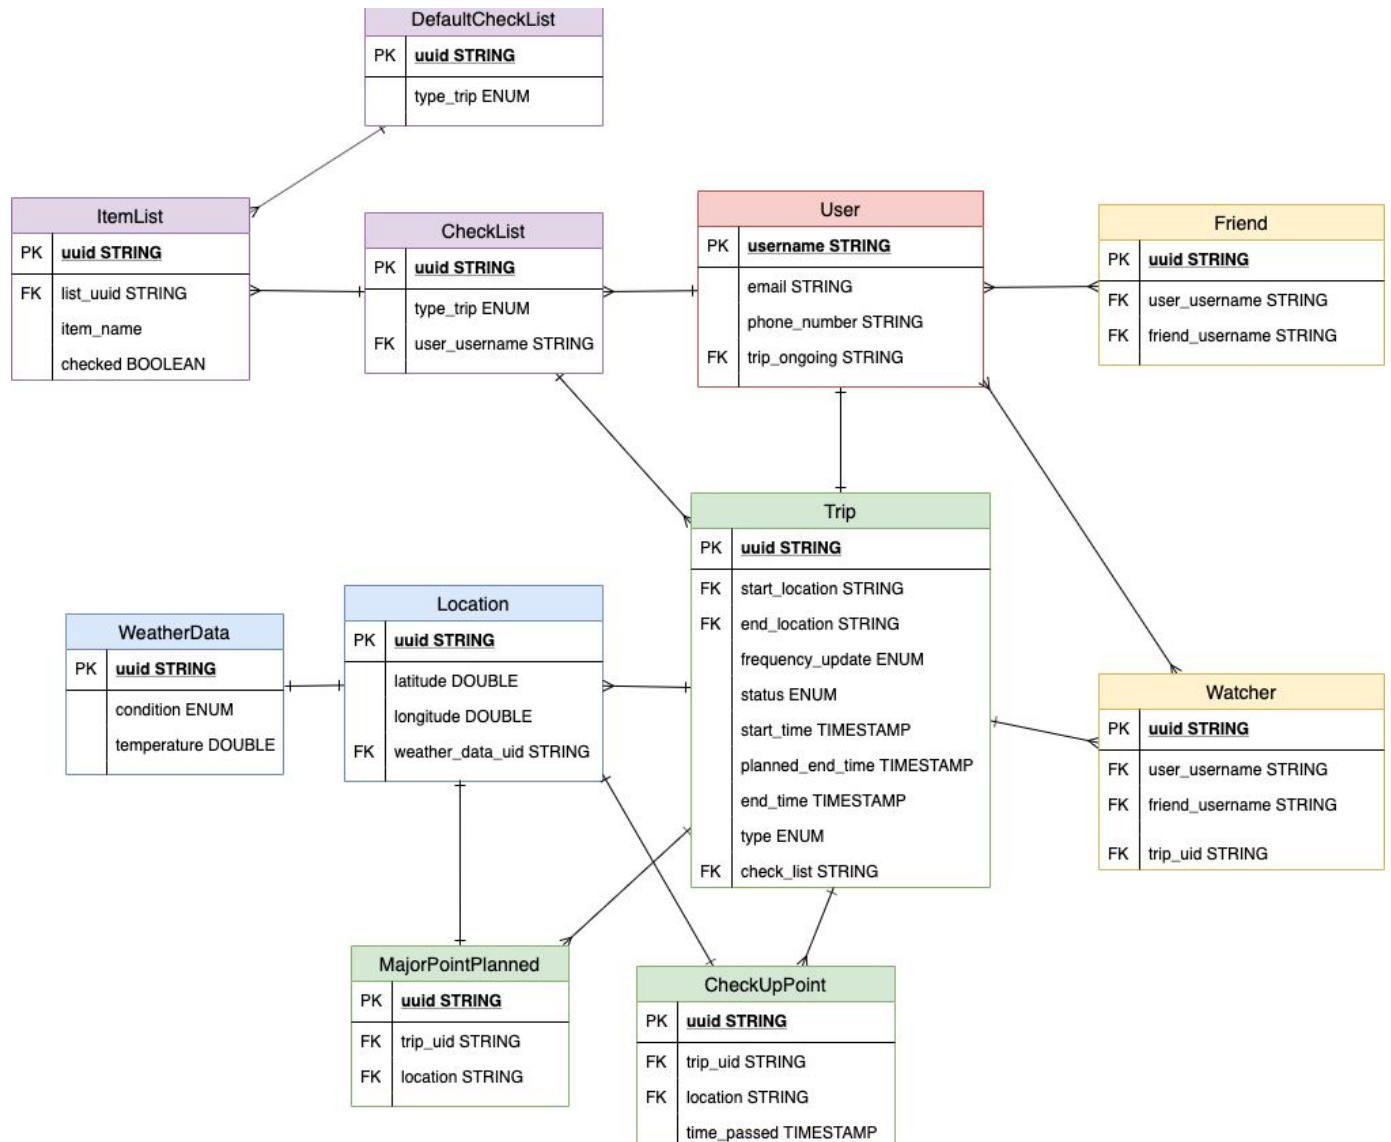 DefaultCheckList
PK uuid STRING
type_trip ENUM
ItemList
PK uuid STRING
FK list_uuid STRING
item_name
checked BOOLEAN
CheckList
PK uuid STRING
type_trip ENUM
FK user_username STRING
User
PK username STRING
email STRING
phone_number STRING
FK trip_ongoing STRING
Friend
PK uuid STRING
FK user_username STRING
FK friend_username STRING
Trip
PK uuid STRING
FK start_location STRING
FK end_location STRING
frequency_update ENUM
status ENUM
start_time TIMESTAMP
planned_end_time TIMESTAMP
end_time TIMESTAMP
type ENUM
FK check_list STRING
WeatherData
PK uuid STRING
condition ENUM
temperature DOUBLE
Location
PK uuid STRING
latitude DOUBLE
longitude DOUBLE
FK weather_data_uid STRING
Watcher
PK uuid STRING
FK user_username STRING
FK friend_username STRING
FK trip_uid STRING
MajorPointPlanned
PK uuid STRING
FK trip_uid STRING
FK location STRING
CheckUpPoint
PK uuid STRING
FK trip_uid STRING
FK location STRING
time_passed TIMESTAMP